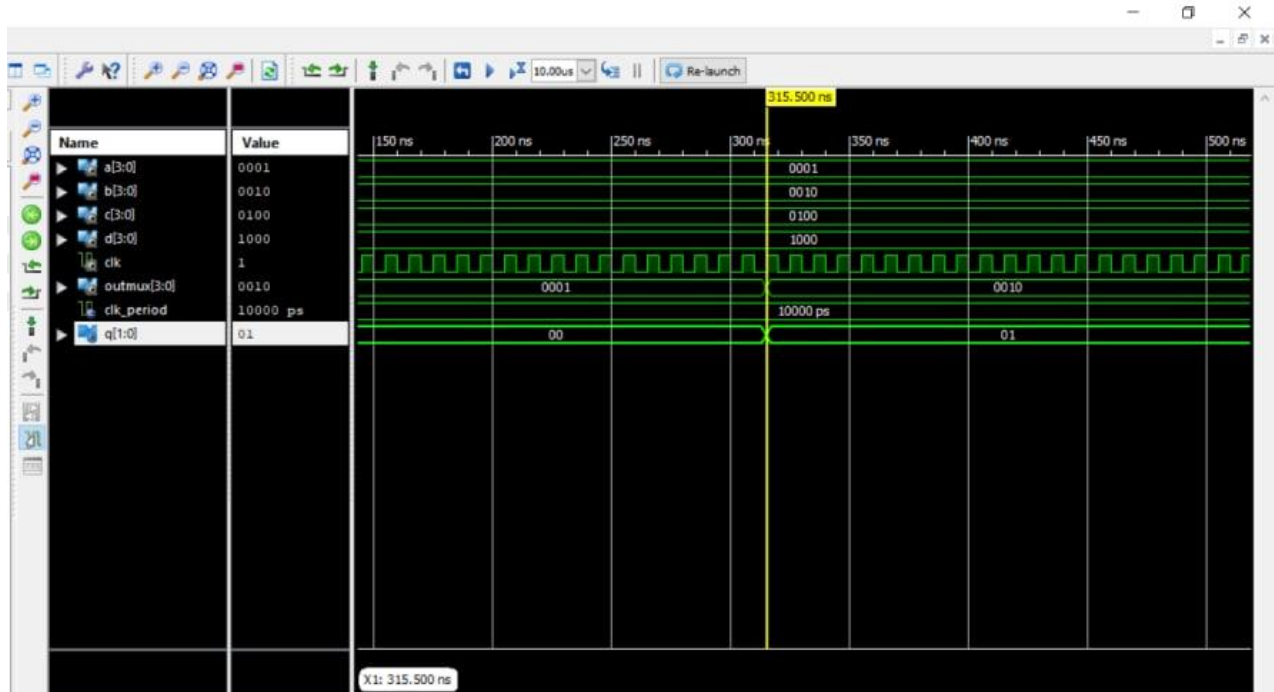 10.00us
Re-launch
315.500 ns
Name Value
150 ns 200 ns 250 ns 300 ns 350 ns 400 ns 450 ns 500 ns
a[3:0] 0001 0001
b[3:0] 0010 0010
c[3:0] 0100 0100
d[3:0] 1000 1000
clk 1
outmux[3:0] 0010 0001 0010
clk_period 10000 ps 10000 ps
q[1:0] 01 00 01
X1: 315.500 ns